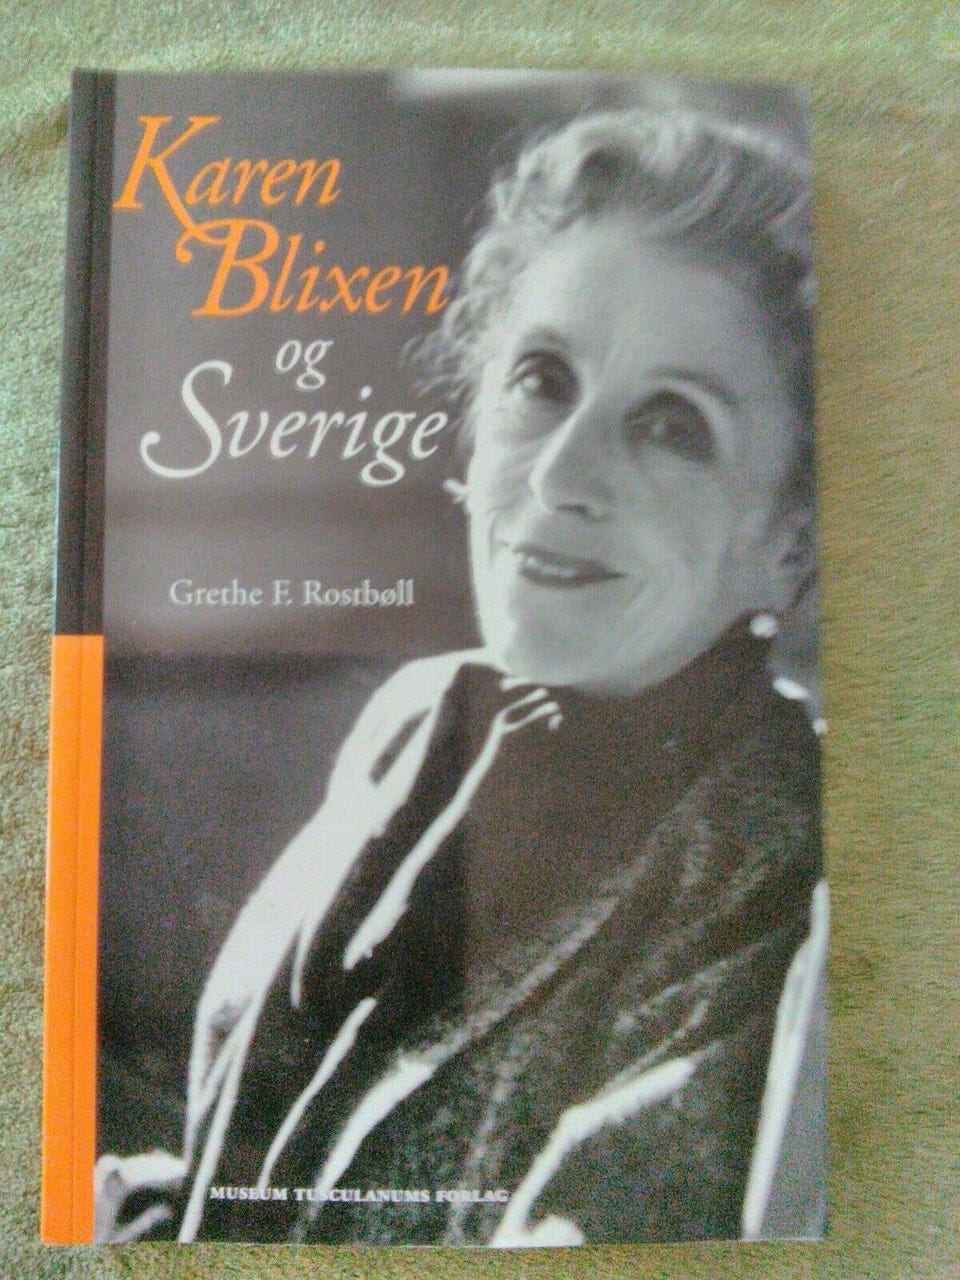 Karen
Blixen
og
Sverige
Grethe F. Rostbøll
MUSEUM TUSCULANUMS FORLAG